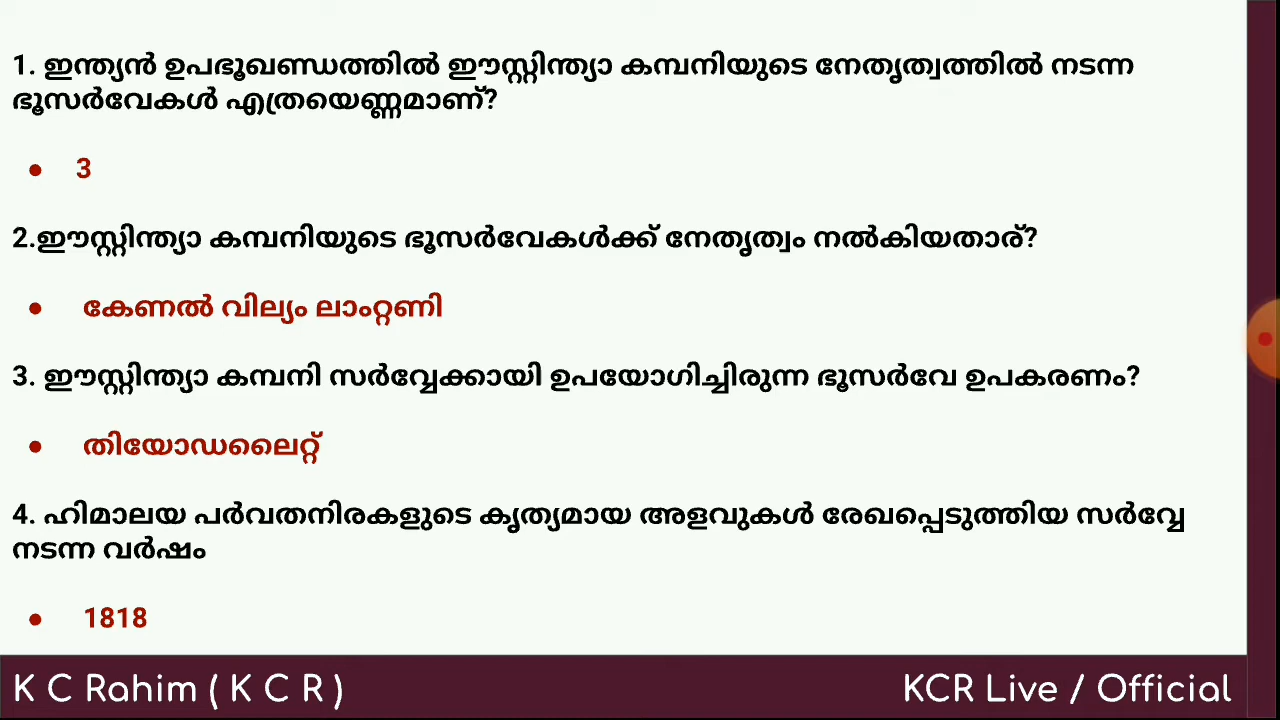 1. ഇന്ത്യൻ ഉപഭൂഖണ്ഡത്തിൽ ഈസ്റ്റിന്ത്യാ കമ്പനിയുടെ നേതൃത്വത്തിൽ നടന്ന
ഭൂസർവേകൾ എത്രയെണ്ണമാണ്?
● 3
2.ഈസ്റ്റിന്ത്യാ കമ്പനിയുടെ ഭൂസർവേകൾക്ക് നേതൃത്വം നൽകിയതാര്?
● കേണൽ വില്യം ലാംറ്റണി
3. ഈസ്റ്റിന്ത്യാ കമ്പനി സർവ്വേക്കായി ഉപയോഗിച്ചിരുന്ന ഭൂസർവേ ഉപകരണം?
● തിയോഡലൈറ്റ്
4. ഹിമാലയ പർവതനിരകളുടെ കൃത്യമായ അളവുകൾ രേഖപ്പെടുത്തിയ സർവ്വേ
നടന്ന വർഷം
● 1818
K C Rahim ( K C R )
KCR Live / Official